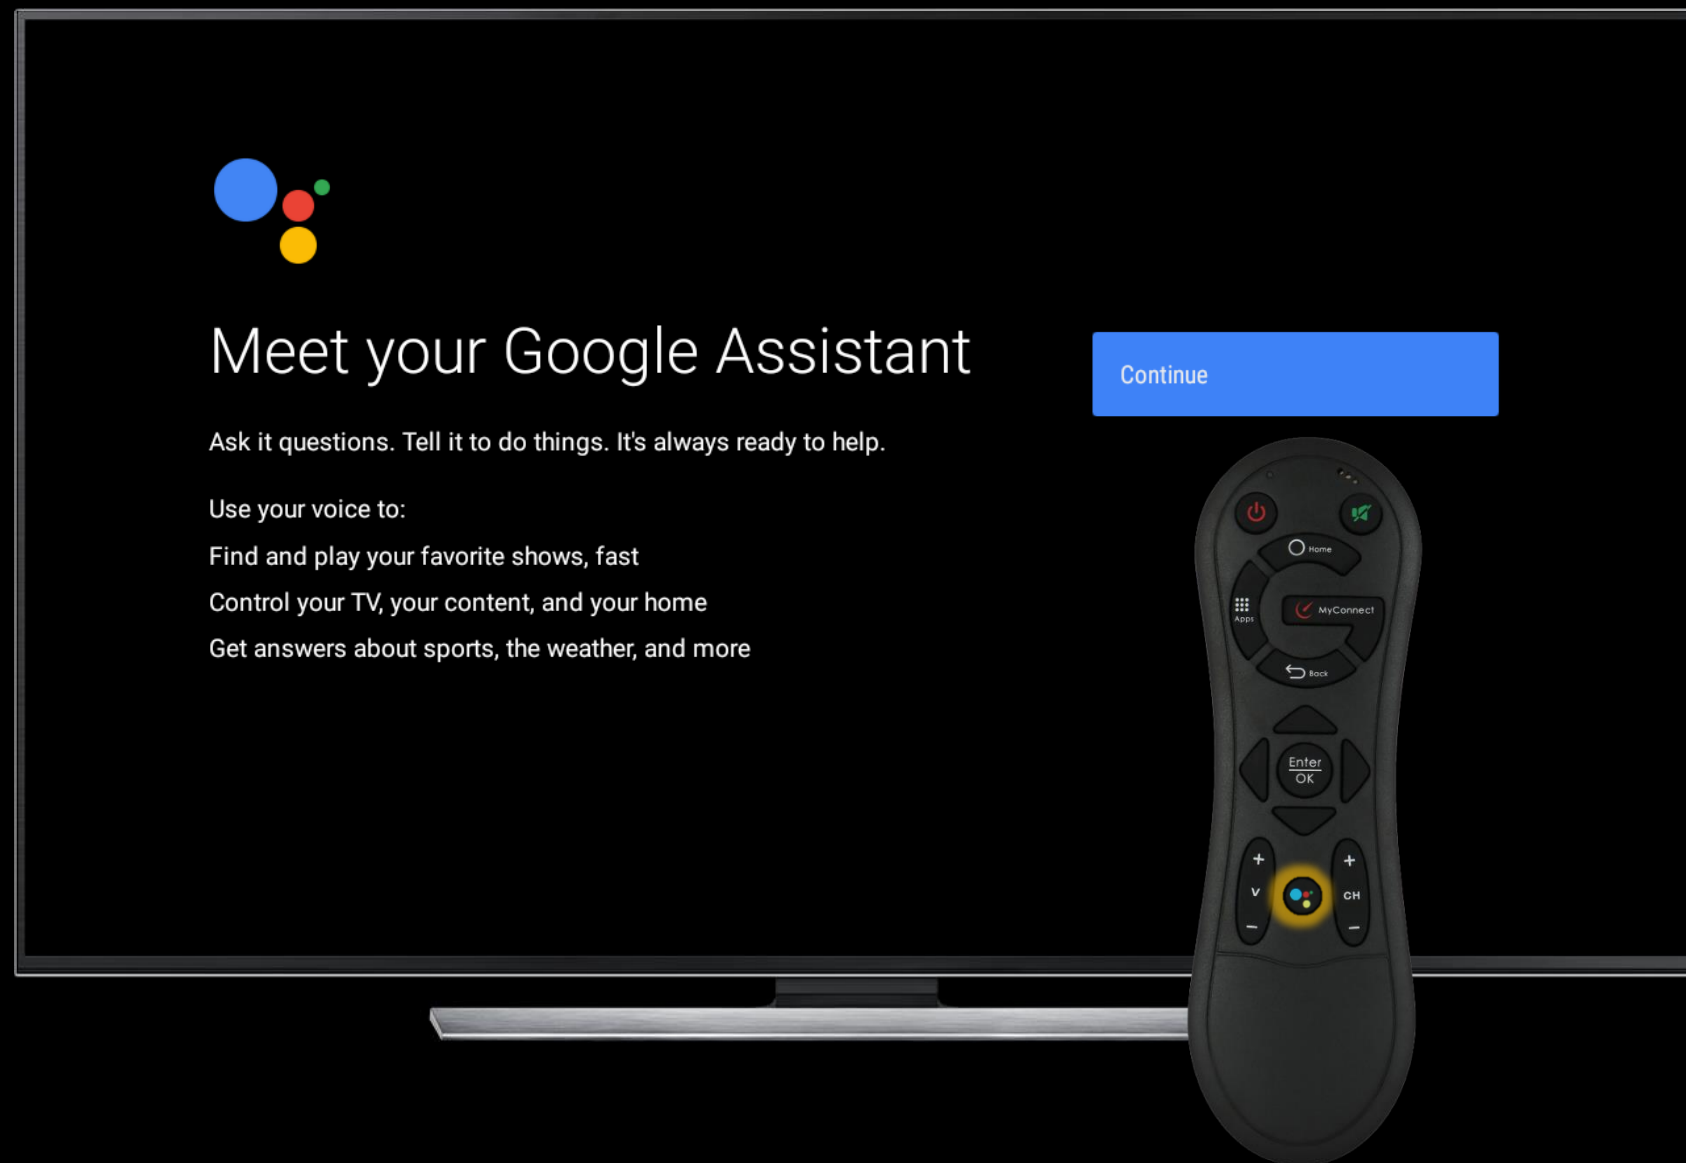 Meet your Google Assistant
Ask it questions. Tell it to do things. It's always ready to help.
Use your voice to:
Find and play your favorite shows, fast
Control your TV, your content, and your home
Get answers about sports, the weather, and more
Continue
Home
Apps
MyConnect
Back
Enter
OK
+ +
V CH
− −